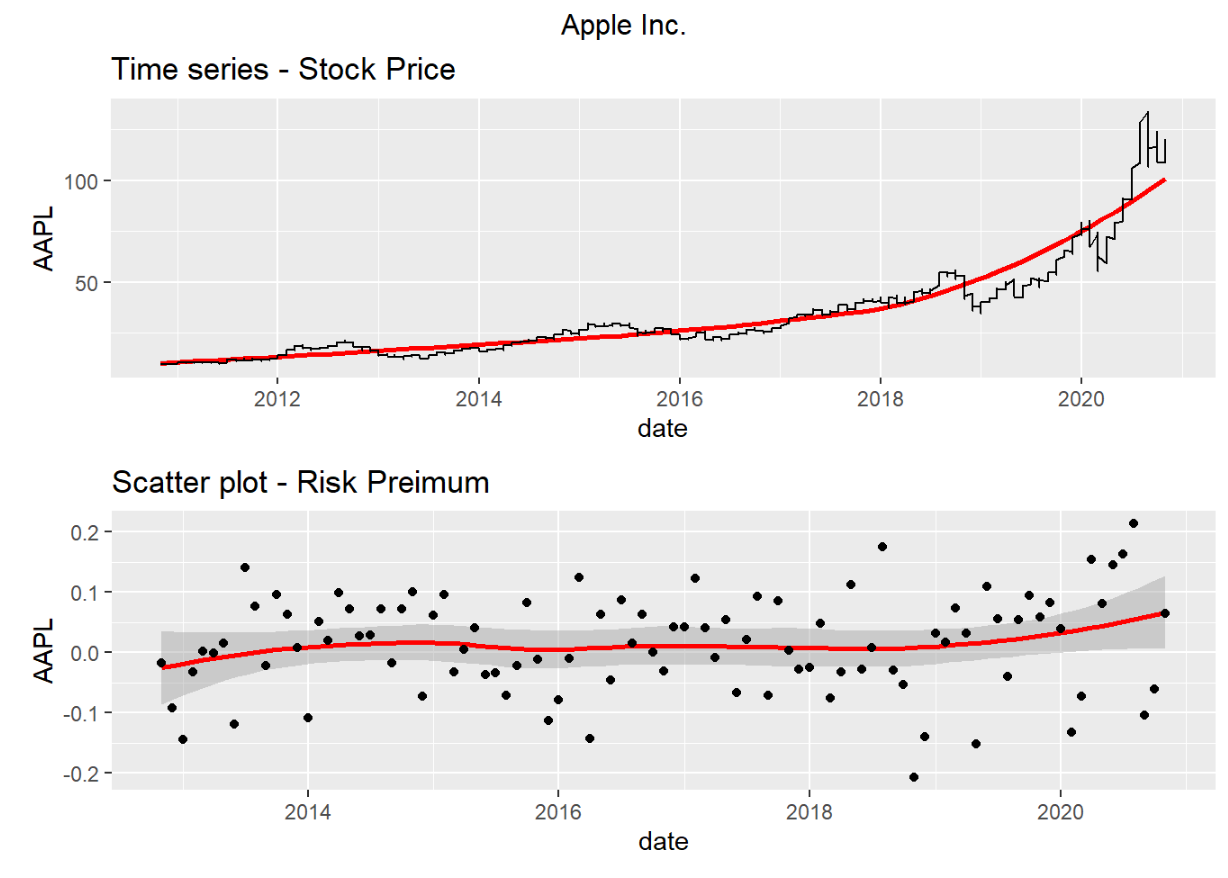 Apple Inc.
Time series - Stock Price
AAPL
100
50
2012 2014 2016 2018 2020
date
Scatter plot - Risk Preimum
AAPL
0.2
0.1
0.0
-0.1
-0.2
2014 2016 2018 2020
date